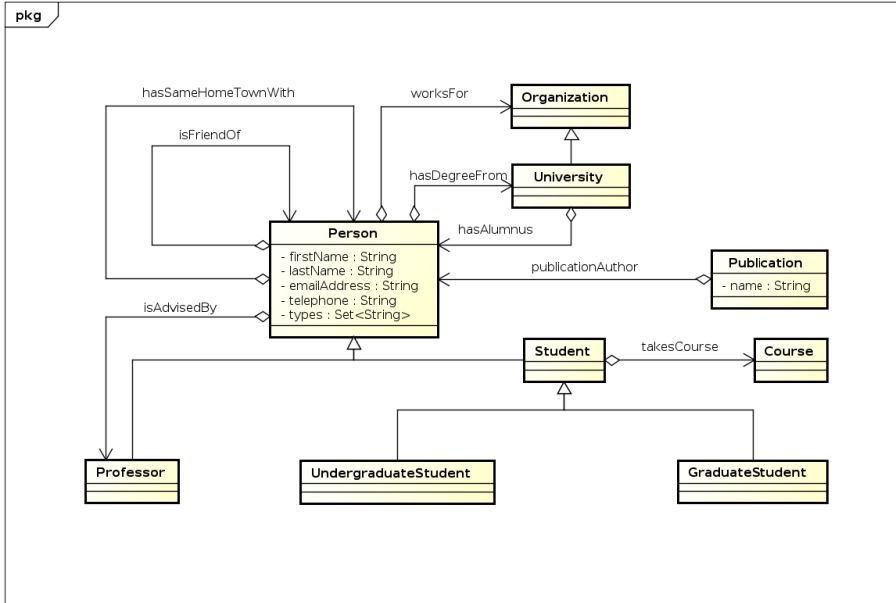 pkg
hasSameHomeTownWith
worksFor
Organization
isFriendOf
hasDegreeFrom
University
Person
hasAlumnus
- firstName : String
- lastName : String
- emailAddress : String
- telephone : String
- types : Set<String>
publicationAuthor
Publication
- name : String
isAdvisedBy
Student
takesCourse
Course
Professor
UndergraduateStudent
GraduateStudent